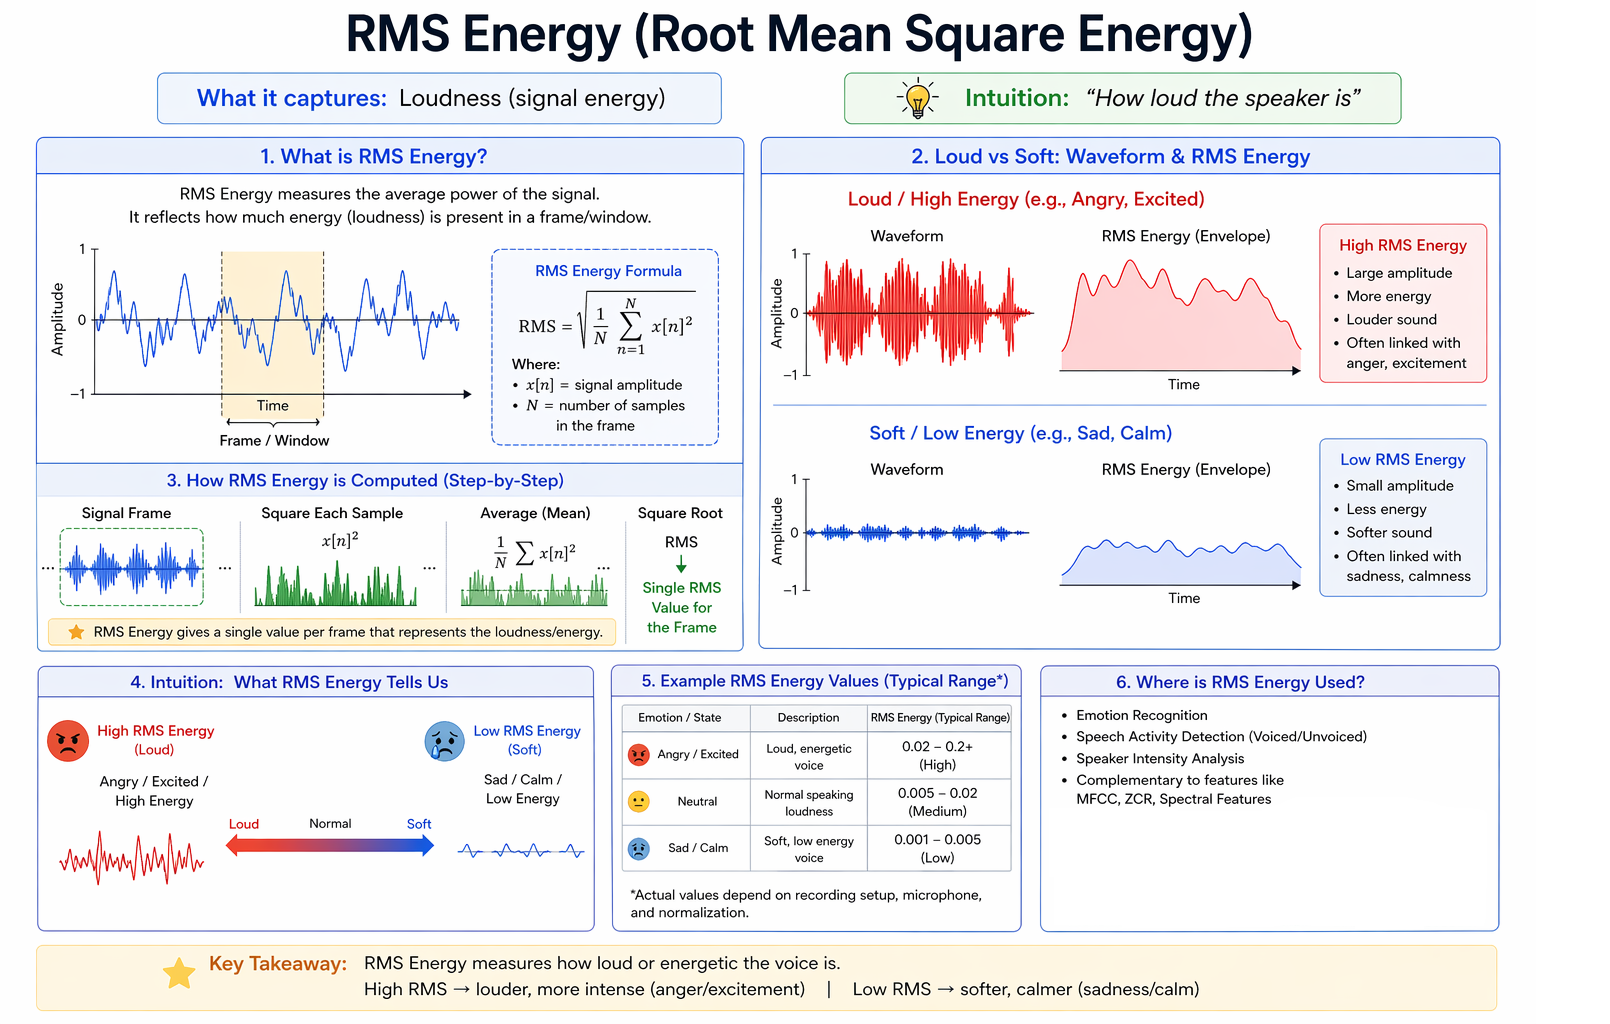 RMS Energy (Root Mean Square Energy)
What it captures: Loudness (signal energy)
Intuition: “How loud the speaker is”
1. What is RMS Energy?
RMS Energy measures the average power of the signal.
It reflects how much energy (loudness) is present in a frame/window.
1
0
−1
Amplitude
Time
Frame / Window
RMS Energy Formula
RMS = √(1/N ∑_{n=1}^{N} x[n]²)
Where:
• x[n] = signal amplitude
• N = number of samples
in the frame
2. Loud vs Soft: Waveform & RMS Energy
Loud / High Energy (e.g., Angry, Excited)
Waveform
RMS Energy (Envelope)
1
0
−1
Amplitude
Time
High RMS Energy
• Large amplitude
• More energy
• Louder sound
• Often linked with
anger, excitement
Soft / Low Energy (e.g., Sad, Calm)
Waveform
RMS Energy (Envelope)
1
0
−1
Amplitude
Time
Low RMS Energy
• Small amplitude
• Less energy
• Softer sound
• Often linked with
sadness, calmness
3. How RMS Energy is Computed (Step-by-Step)
Signal Frame
... ...
Square Each Sample
x[n]²
...
Average (Mean)
1/N ∑ x[n]²
...
Square Root
RMS
↓
Single RMS
Value for
the Frame
RMS Energy gives a single value per frame that represents the loudness/energy.
4. Intuition: What RMS Energy Tells Us
High RMS Energy
(Loud)
Angry / Excited /
High Energy
Loud Normal Soft
Low RMS Energy
(Soft)
Sad / Calm /
Low Energy
5. Example RMS Energy Values (Typical Range*)
Emotion / State Description RMS Energy (Typical Range)
Angry / Excited
Loud, energetic
voice
0.02 – 0.2+
(High)
Neutral
Normal speaking
loudness
0.005 – 0.02
(Medium)
Sad / Calm
Soft, low energy
voice
0.001 – 0.005
(Low)
*Actual values depend on recording setup, microphone,
and normalization.
6. Where is RMS Energy Used?
• Emotion Recognition
• Speech Activity Detection (Voiced/Unvoiced)
• Speaker Intensity Analysis
• Complementary to features like
MFCC, ZCR, Spectral Features
Key Takeaway: RMS Energy measures how loud or energetic the voice is.
High RMS → louder, more intense (anger/excitement) | Low RMS → softer, calmer (sadness/calm)